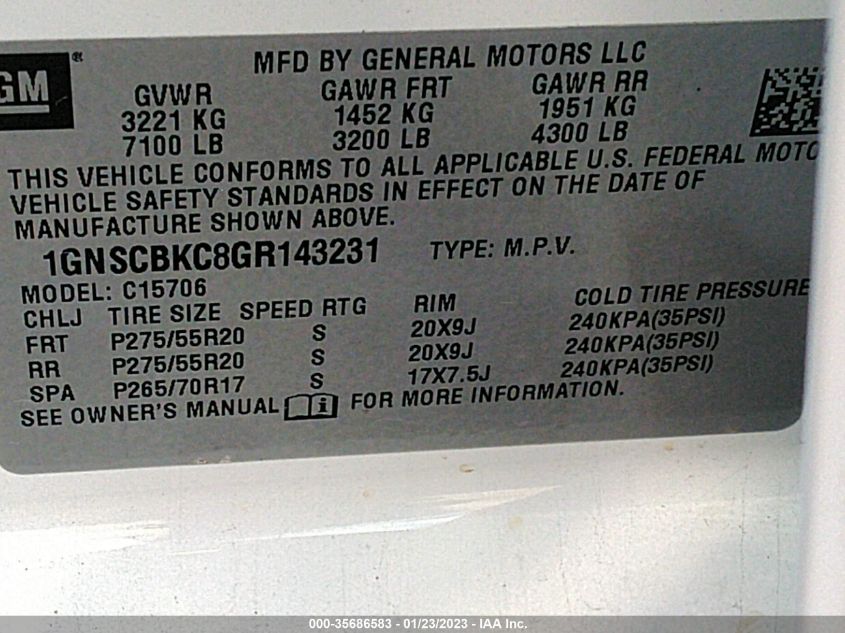 GM ®
MFD BY GENERAL MOTORS LLC
GVWR GAWR FRT GAWR RR
3221 KG 1452 KG 1951 KG
7100 LB 3200 LB 4300 LB
THIS VEHICLE CONFORMS TO ALL APPLICABLE U.S. FEDERAL MOTO
VEHICLE SAFETY STANDARDS IN EFFECT ON THE DATE OF
MANUFACTURE SHOWN ABOVE.
1GNSCBKC8GR143231 TYPE: M.P.V.
MODEL: C15706
CHLJ TIRE SIZE SPEED RTG RIM COLD TIRE PRESSURE
FRT P275/55R20 S 20X9J 240KPA(35PSI)
RR P275/55R20 S 20X9J 240KPA(35PSI)
SPA P265/70R17 S 17X7.5J 240KPA(35PSI)
SEE OWNER'S MANUAL FOR MORE INFORMATION.
000-35686583 - 01/23/2023 - IAA Inc.